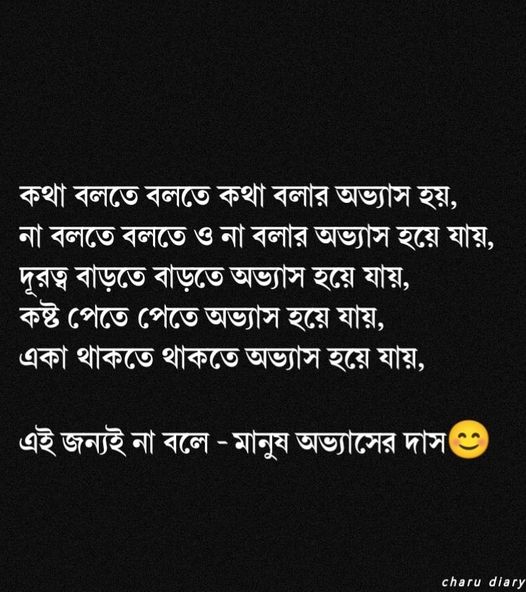 কথা বলতে বলতে কথা বলার অভ্যাস হয়,
না বলতে বলতে ও না বলার অভ্যাস হয়ে যায়,
দূরত্ব বাড়তে বাড়তে অভ্যাস হয়ে যায়,
কষ্ট পেতে পেতে অভ্যাস হয়ে যায়,
একা থাকতে থাকতে অভ্যাস হয়ে যায়,
এই জন্যই না বলে - মানুষ অভ্যাসের দাস😊
charu diary